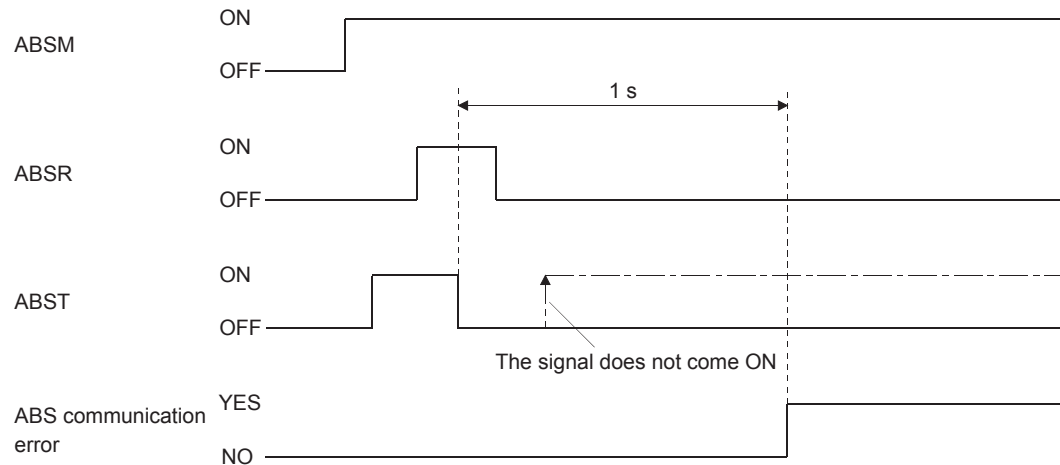 ON
ABSM
OFF
1 s
ON
ABSR
OFF
ON
ABST
OFF
The signal does not come ON
YES
ABS communication
error
NO